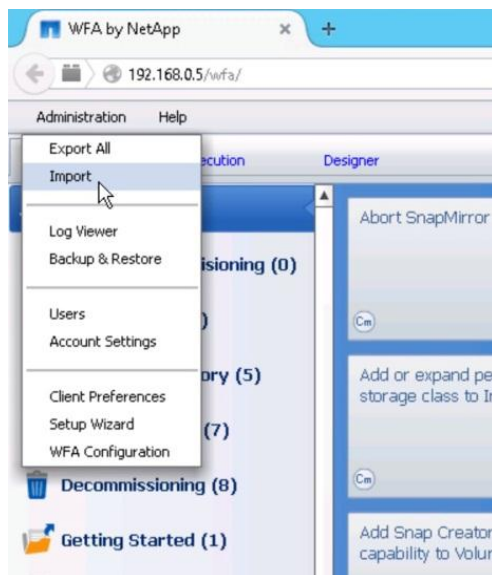 WFA by NetApp
192.168.0.5/wfa/
Administration Help
Export All
Import
Log Viewer
Backup & Restore
Users
Account Settings
Client Preferences
Setup Wizard
WFA Configuration
ecution Designer
isioning (0)
)
ory (5)
(7)
Decommissioning (8)
Getting Started (1)
Abort SnapMirror
Cm
Add or expand pe
storage class to I
Cm
Add Snap Creator
capability to Volu